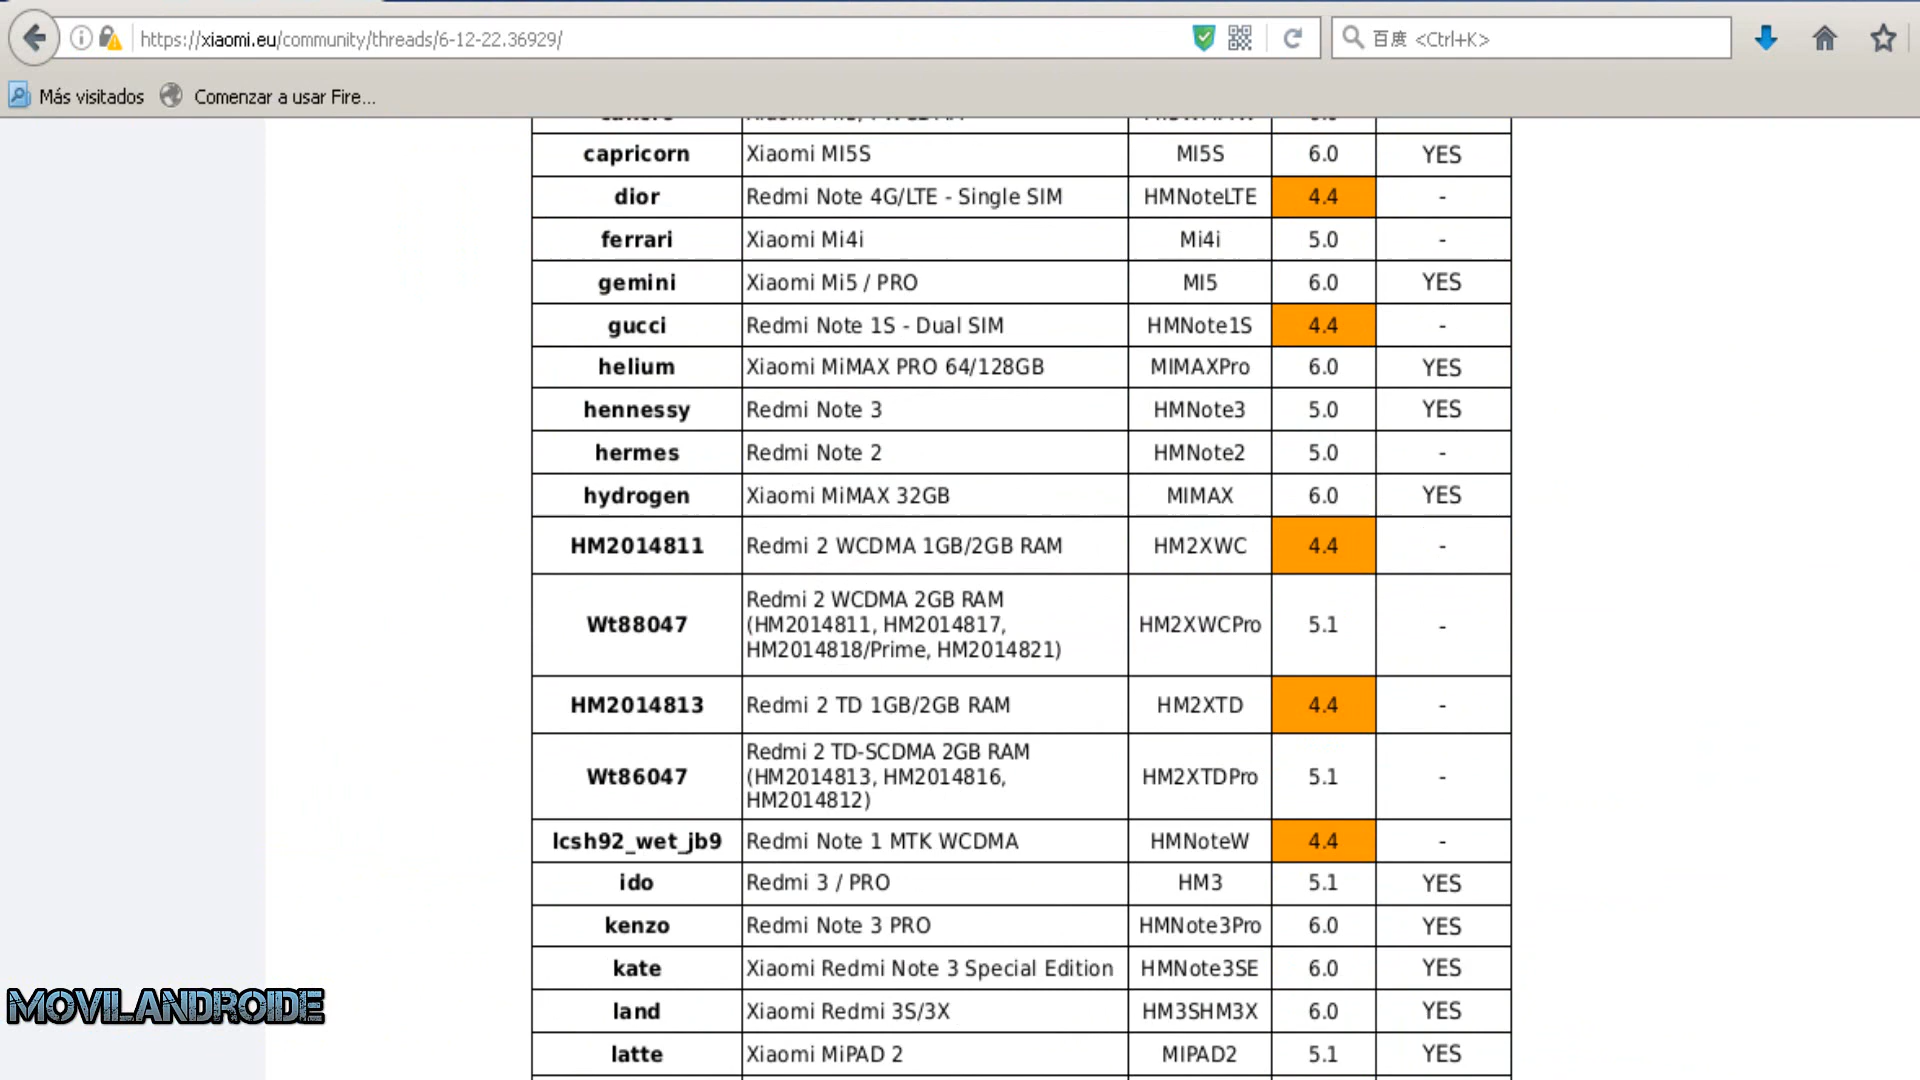 https://xiaomi.eu/community/threads/6-12-22.36929/
百度 <Ctrl+K>
Más visitados Comenzar a usar Fire...
capricorn Xiaomi MI5S MI5S 6.0 YES
dior Redmi Note 4G/LTE - Single SIM HMNoteLTE 4.4 -
ferrari Xiaomi Mi4i Mi4i 5.0 -
gemini Xiaomi Mi5 / PRO MI5 6.0 YES
gucci Redmi Note 1S - Dual SIM HMNote1S 4.4 -
helium Xiaomi MiMAX PRO 64/128GB MIMAXPro 6.0 YES
hennessy Redmi Note 3 HMNote3 5.0 YES
hermes Redmi Note 2 HMNote2 5.0 -
hydrogen Xiaomi MiMAX 32GB MIMAX 6.0 YES
HM2014811 Redmi 2 WCDMA 1GB/2GB RAM HM2XWC 4.4 -
Redmi 2 WCDMA 2GB RAM
Wt88047 (HM2014811, HM2014817, HM2XWCPro 5.1 -
HM2014818/Prime, HM2014821)
HM2014813 Redmi 2 TD 1GB/2GB RAM HM2XTD 4.4 -
Redmi 2 TD-SCDMA 2GB RAM
Wt86047 (HM2014813, HM2014816, HM2XTDPro 5.1 -
HM2014812)
lcsh92_wet_jb9 Redmi Note 1 MTK WCDMA HMNoteW 4.4 -
ido Redmi 3 / PRO HM3 5.1 YES
kenzo Redmi Note 3 PRO HMNote3Pro 6.0 YES
kate Xiaomi Redmi Note 3 Special Edition HMNote3SE 6.0 YES
land Xiaomi Redmi 3S/3X HM3SHM3X 6.0 YES
latte Xiaomi MiPAD 2 MIPAD2 5.1 YES
MOVILANDROIDE